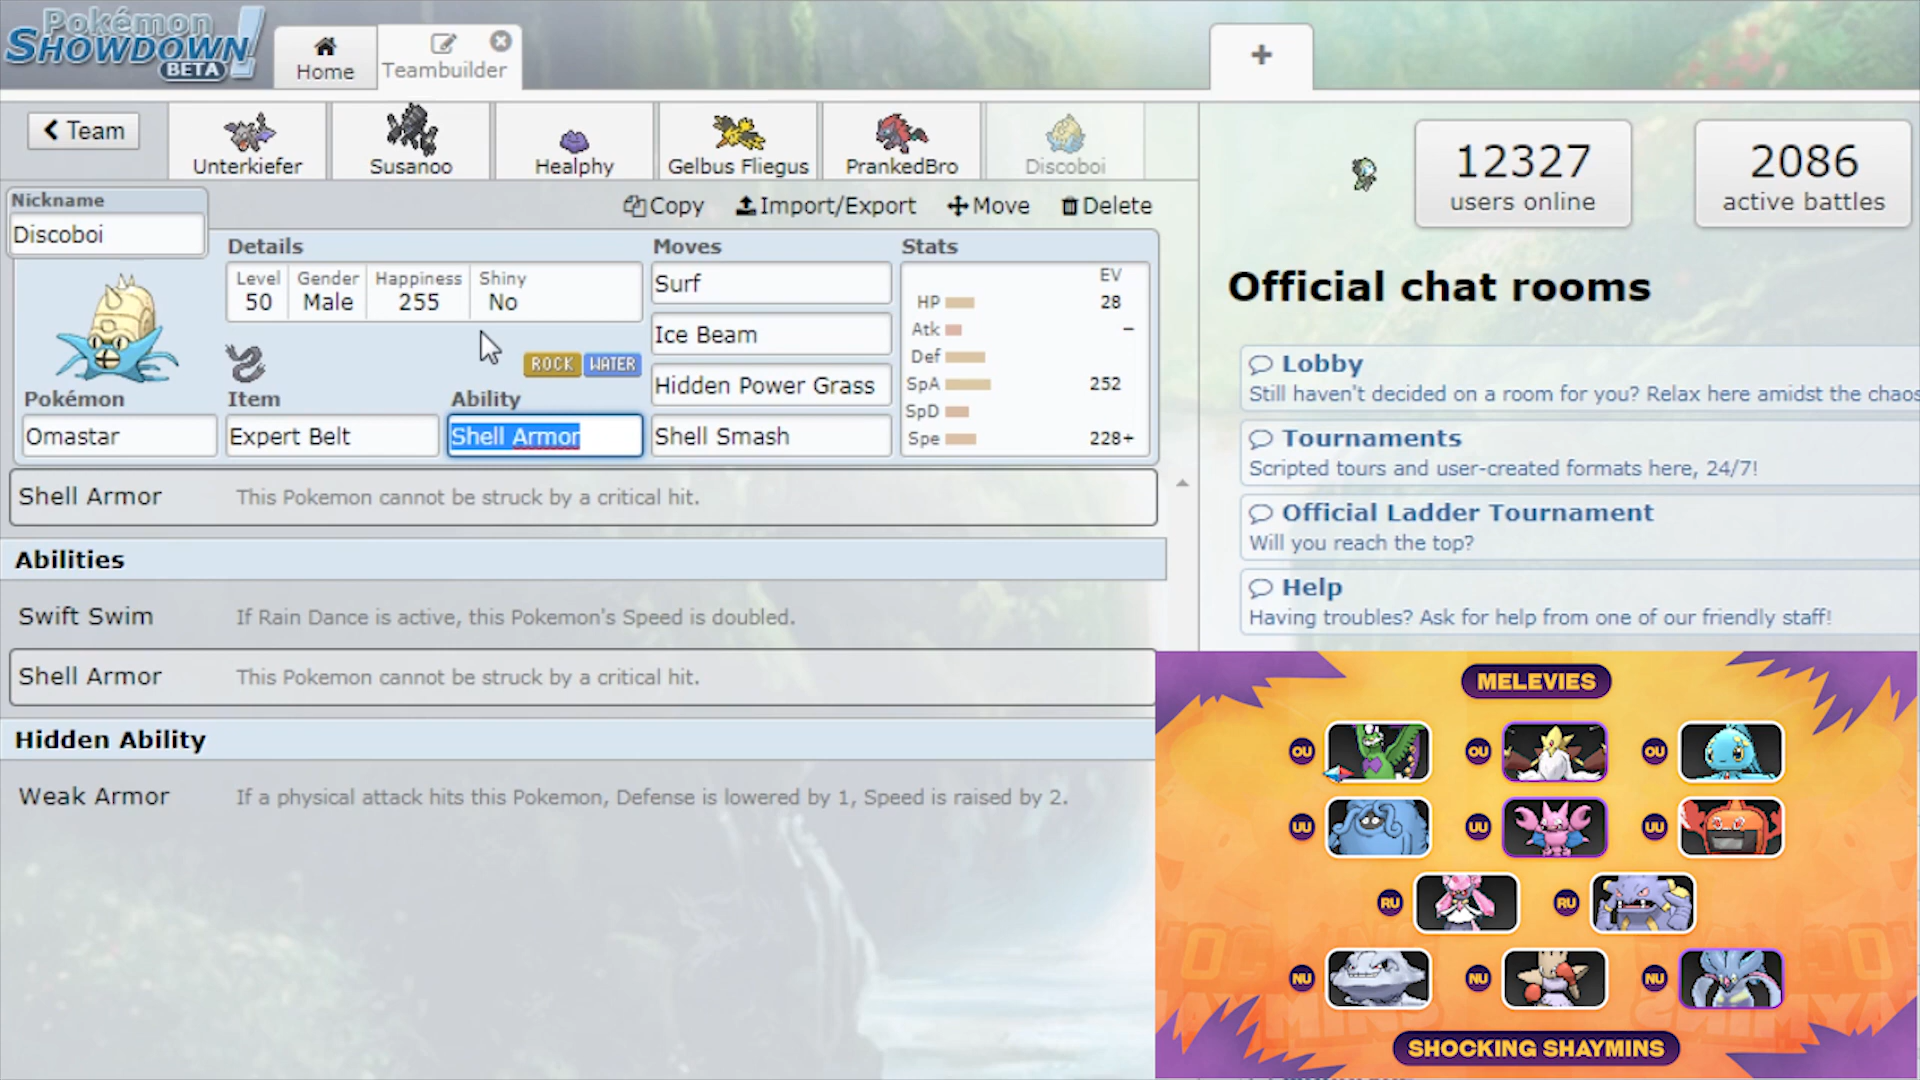 Pokémon
SHOWDOWN!
BETA
Home
Teambuilder
+
Team
Unterkiefer
Susanoo
Healphy
Gelbus Fliegus
PrankedBro
Discoboi
12327
users online
2086
active battles
Nickname
Discoboi
Copy
Import/Export
Move
Delete
Details
Moves
Stats
Level
Gender
Happiness
Shiny
50
Male
255
No
Surf
Ice Beam
Hidden Power Grass
Shell Smash
EV
HP 28
Atk –
Def
SpA 252
SpD
Spe 228+
ROCK WATER
Pokémon
Item
Ability
Omastar
Expert Belt
Shell Armor
Shell Armor This Pokemon cannot be struck by a critical hit.
Abilities
Swift Swim If Rain Dance is active, this Pokemon's Speed is doubled.
Shell Armor This Pokemon cannot be struck by a critical hit.
Hidden Ability
Weak Armor If a physical attack hits this Pokemon, Defense is lowered by 1, Speed is raised by 2.
Official chat rooms
Lobby
Still haven't decided on a room for you? Relax here amidst the chaos
Tournaments
Scripted tours and user-created formats here, 24/7!
Official Ladder Tournament
Will you reach the top?
Help
Having troubles? Ask for help from one of our friendly staff!
MELEVIES
OU OU OU
UU UU UU
RU RU
NU NU NU
SHOCKING SHAYMINS